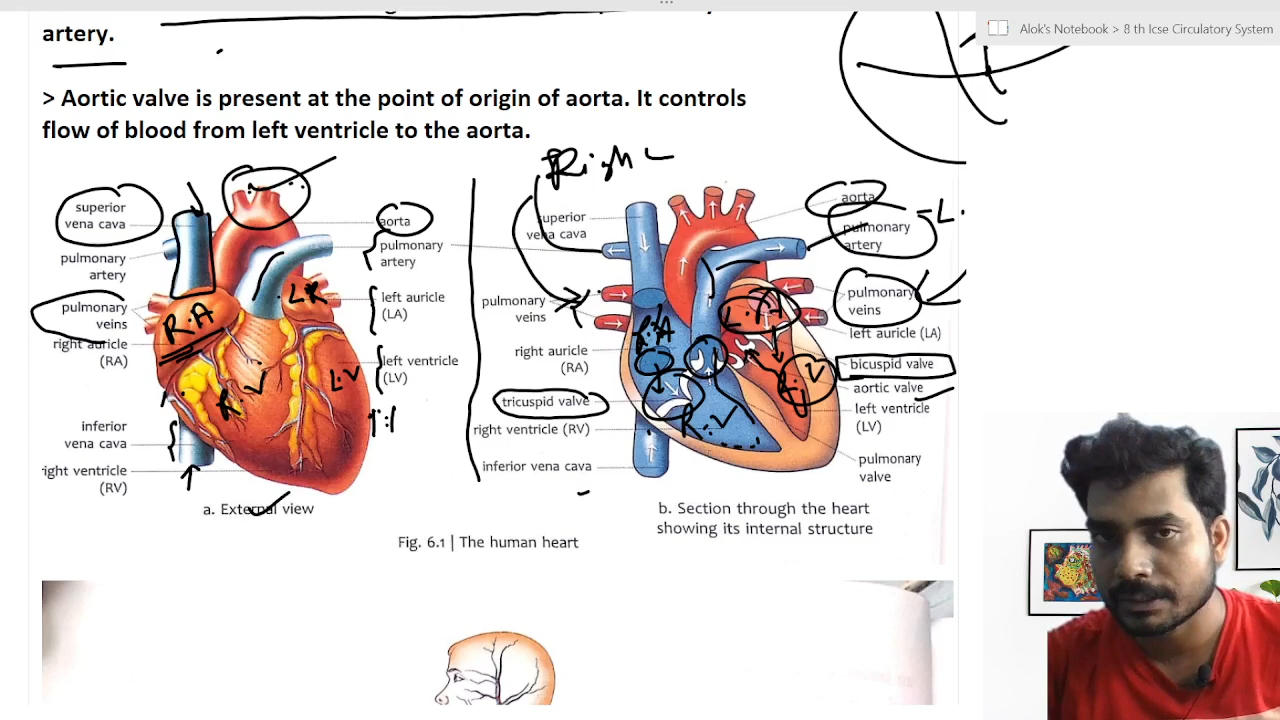 artery.
Alok's Notebook > 8 th Icse Circulatory System
> Aortic valve is present at the point of origin of aorta. It controls
flow of blood from left ventricle to the aorta.
Right
superior
vena cava
pulmonary
artery
pulmonary
veins
right auricle
(RA)
inferior
vena cava
right ventricle
(RV)
aorta
pulmonary
artery
left auricle
(LA)
left ventricle
(LV)
R.A
R.V
L.V
a. External view
superior
vena cava
pulmonary
veins
right auricle
(RA)
tricuspid valve
right ventricle (RV)
inferior vena cava
R.A
R.V
aorta
pulmonary
artery
L.
pulmonary
veins
left auricle (LA)
bicuspid valve
aortic valve
left ventricle
(LV)
pulmonary
valve
b. Section through the heart
showing its internal structure
Fig. 6.1 | The human heart